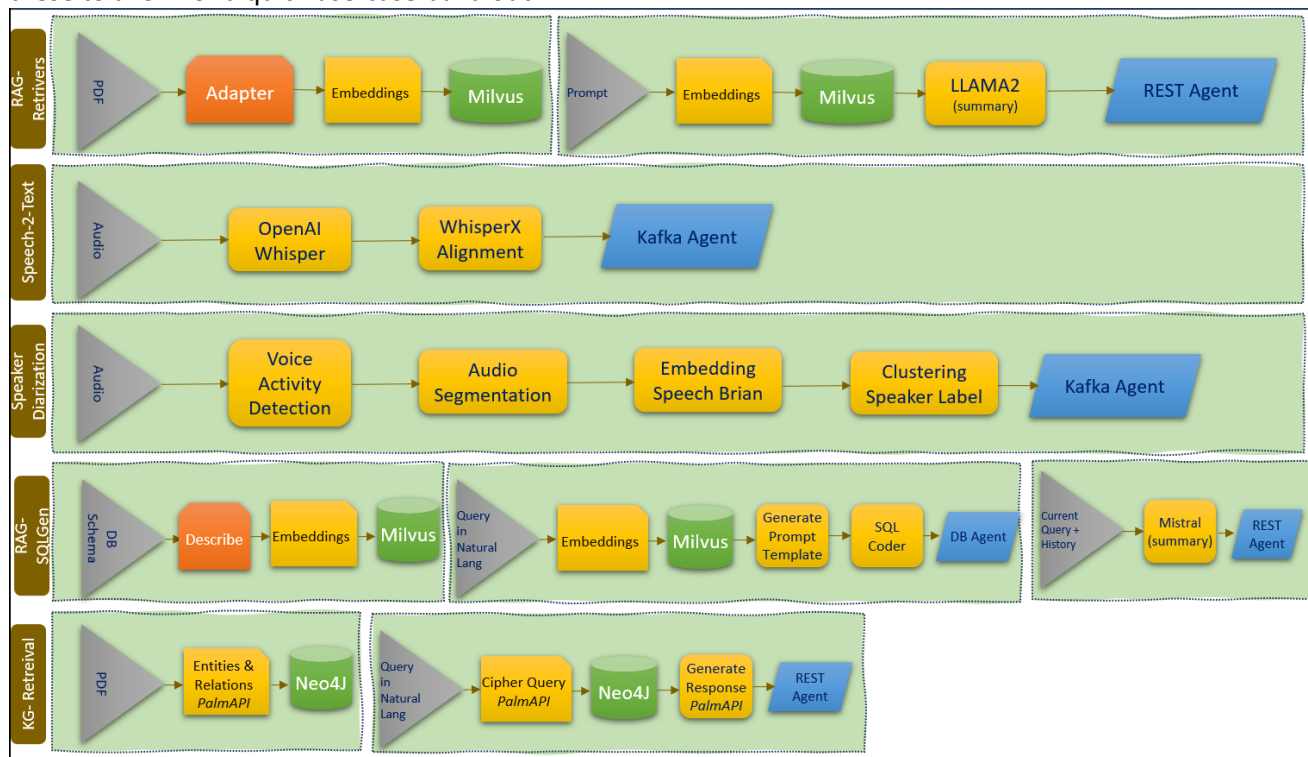 RAG-
Retrivers
PDF
Adapter
Embeddings
Milvus
Prompt
Embeddings
Milvus
LLAMA2
(summary)
REST Agent
Speech-2-Text
Audio
OpenAI
Whisper
WhisperX
Alignment
Kafka Agent
Speaker
Diarization
Audio
Voice
Activity
Detection
Audio
Segmentation
Embedding
Speech Brian
Clustering
Speaker Label
Kafka Agent
RAG-
SQLGen
DB
Schema
Describe
Embeddings
Milvus
Query
in
Natural
Lang
Embeddings
Milvus
Generate
Prompt
Template
SQL
Coder
DB Agent
Current
Query +
History
Mistral
(summary)
REST
Agent
KG- Retreival
PDF
Entities &
Relations
PalmAPI
Neo4J
Query
in
Natural
Lang
Cipher Query
PalmAPI
Neo4J
Generate
Response
PalmAPI
REST
Agent